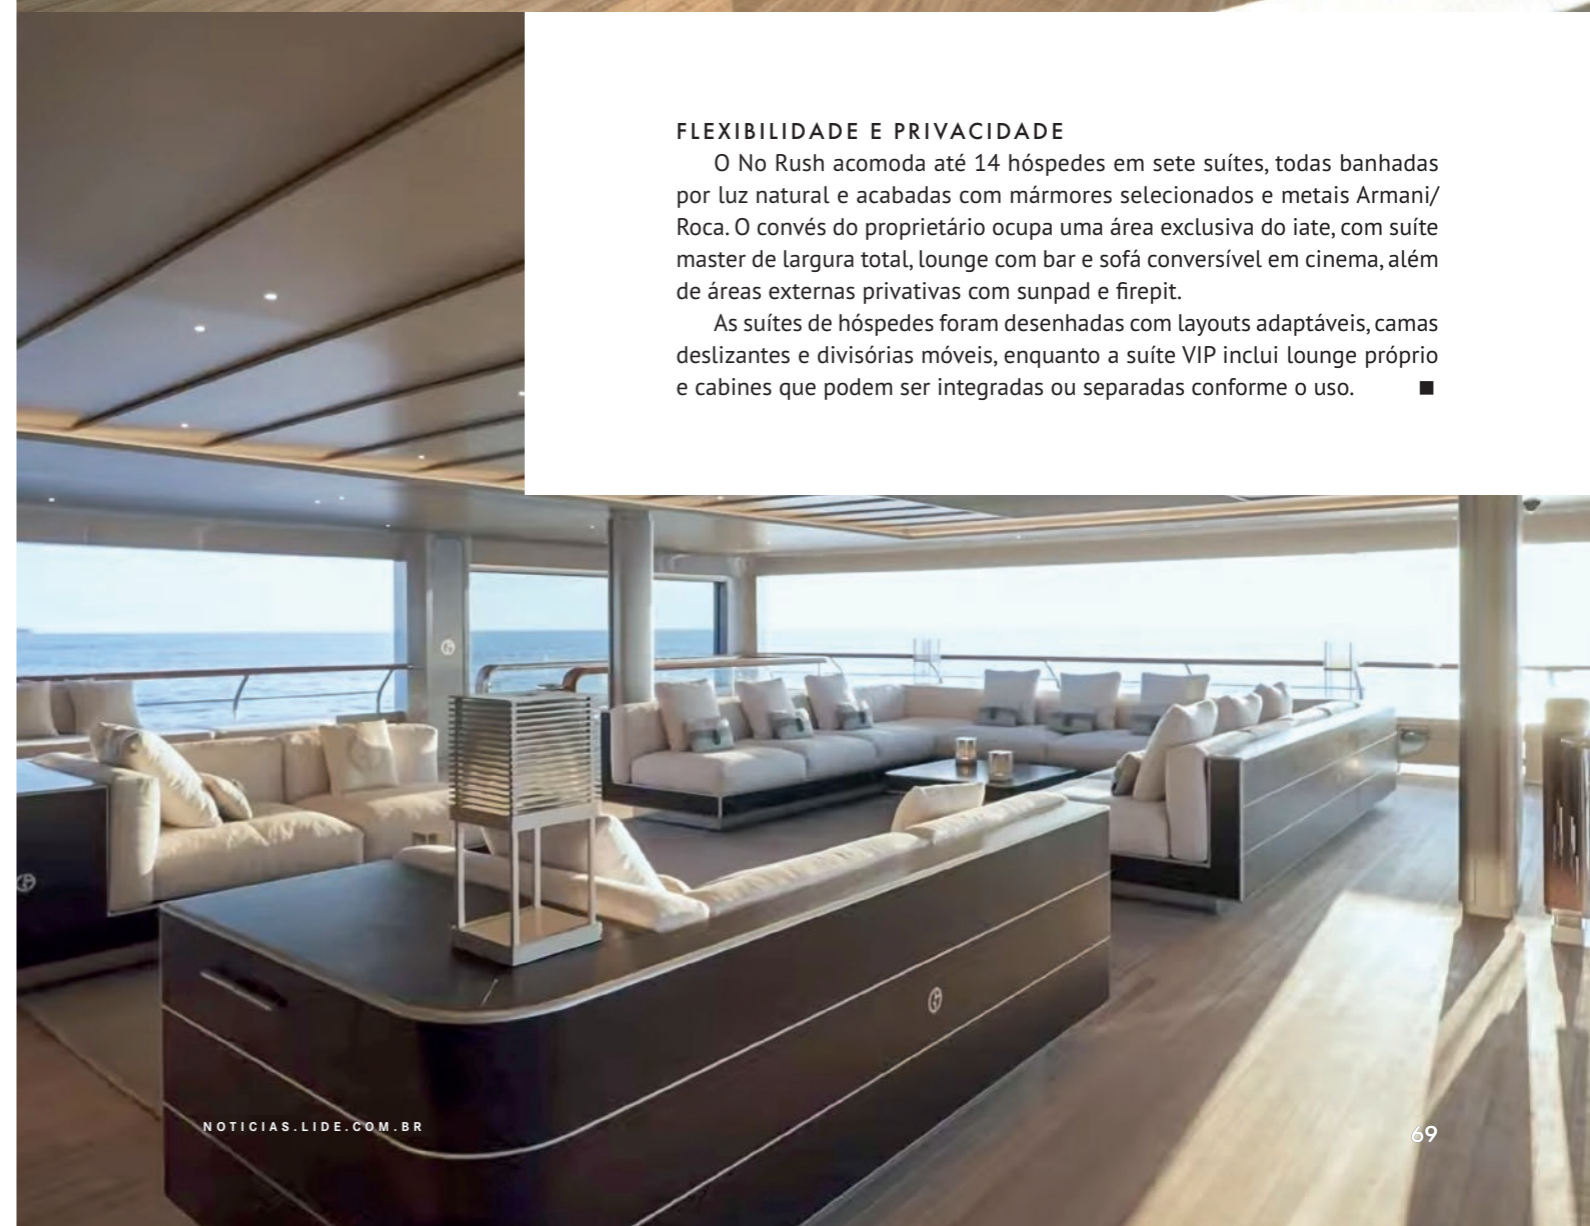 FLEXIBILIDADE E PRIVACIDADE
O No Rush acomoda até 14 hóspedes em sete suítes, todas banhadas
por luz natural e acabadas com mármores selecionados e metais Armani/
Roca. O convés do proprietário ocupa uma área exclusiva do iate, com suíte
master de largura total, lounge com bar e sofá conversível em cinema, além
de áreas externas privativas com sunpad e firepit.
As suítes de hóspedes foram desenhadas com layouts adaptáveis, camas
deslizantes e divisórias móveis, enquanto a suíte VIP inclui lounge próprio
e cabines que podem ser integradas ou separadas conforme o uso. ■
NOTICIAS.LIDE.COM.BR
69